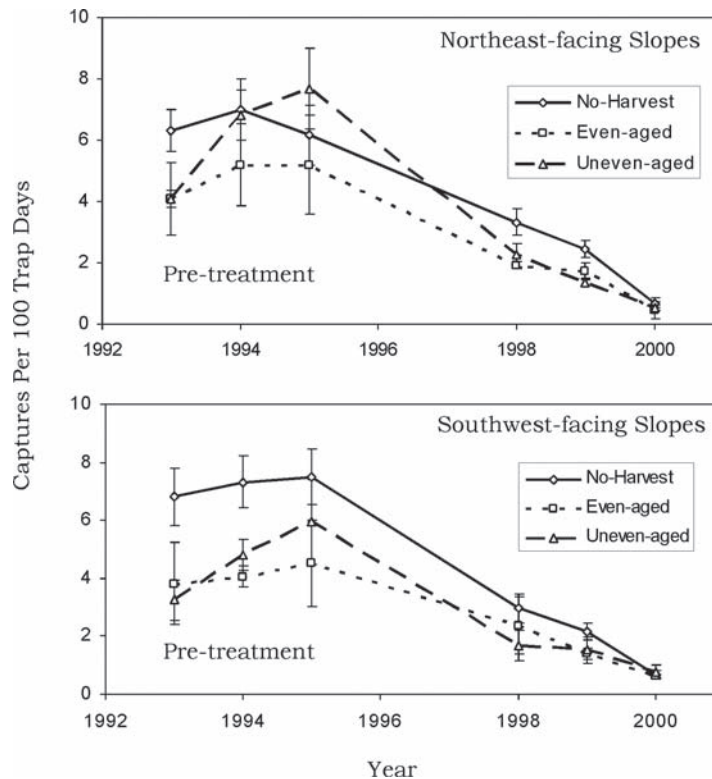 Captures Per 100 Trap Days
Northeast-facing Slopes
10
8
6
4
2
0
No-Harvest
Even-aged
Uneven-aged
Pre-treatment
1992
1994
1996
1998
2000
Southwest-facing Slopes
10
8
6
4
2
0
No-Harvest
Even-aged
Uneven-aged
Pre-treatment
1992
1994
1996
1998
2000
Year